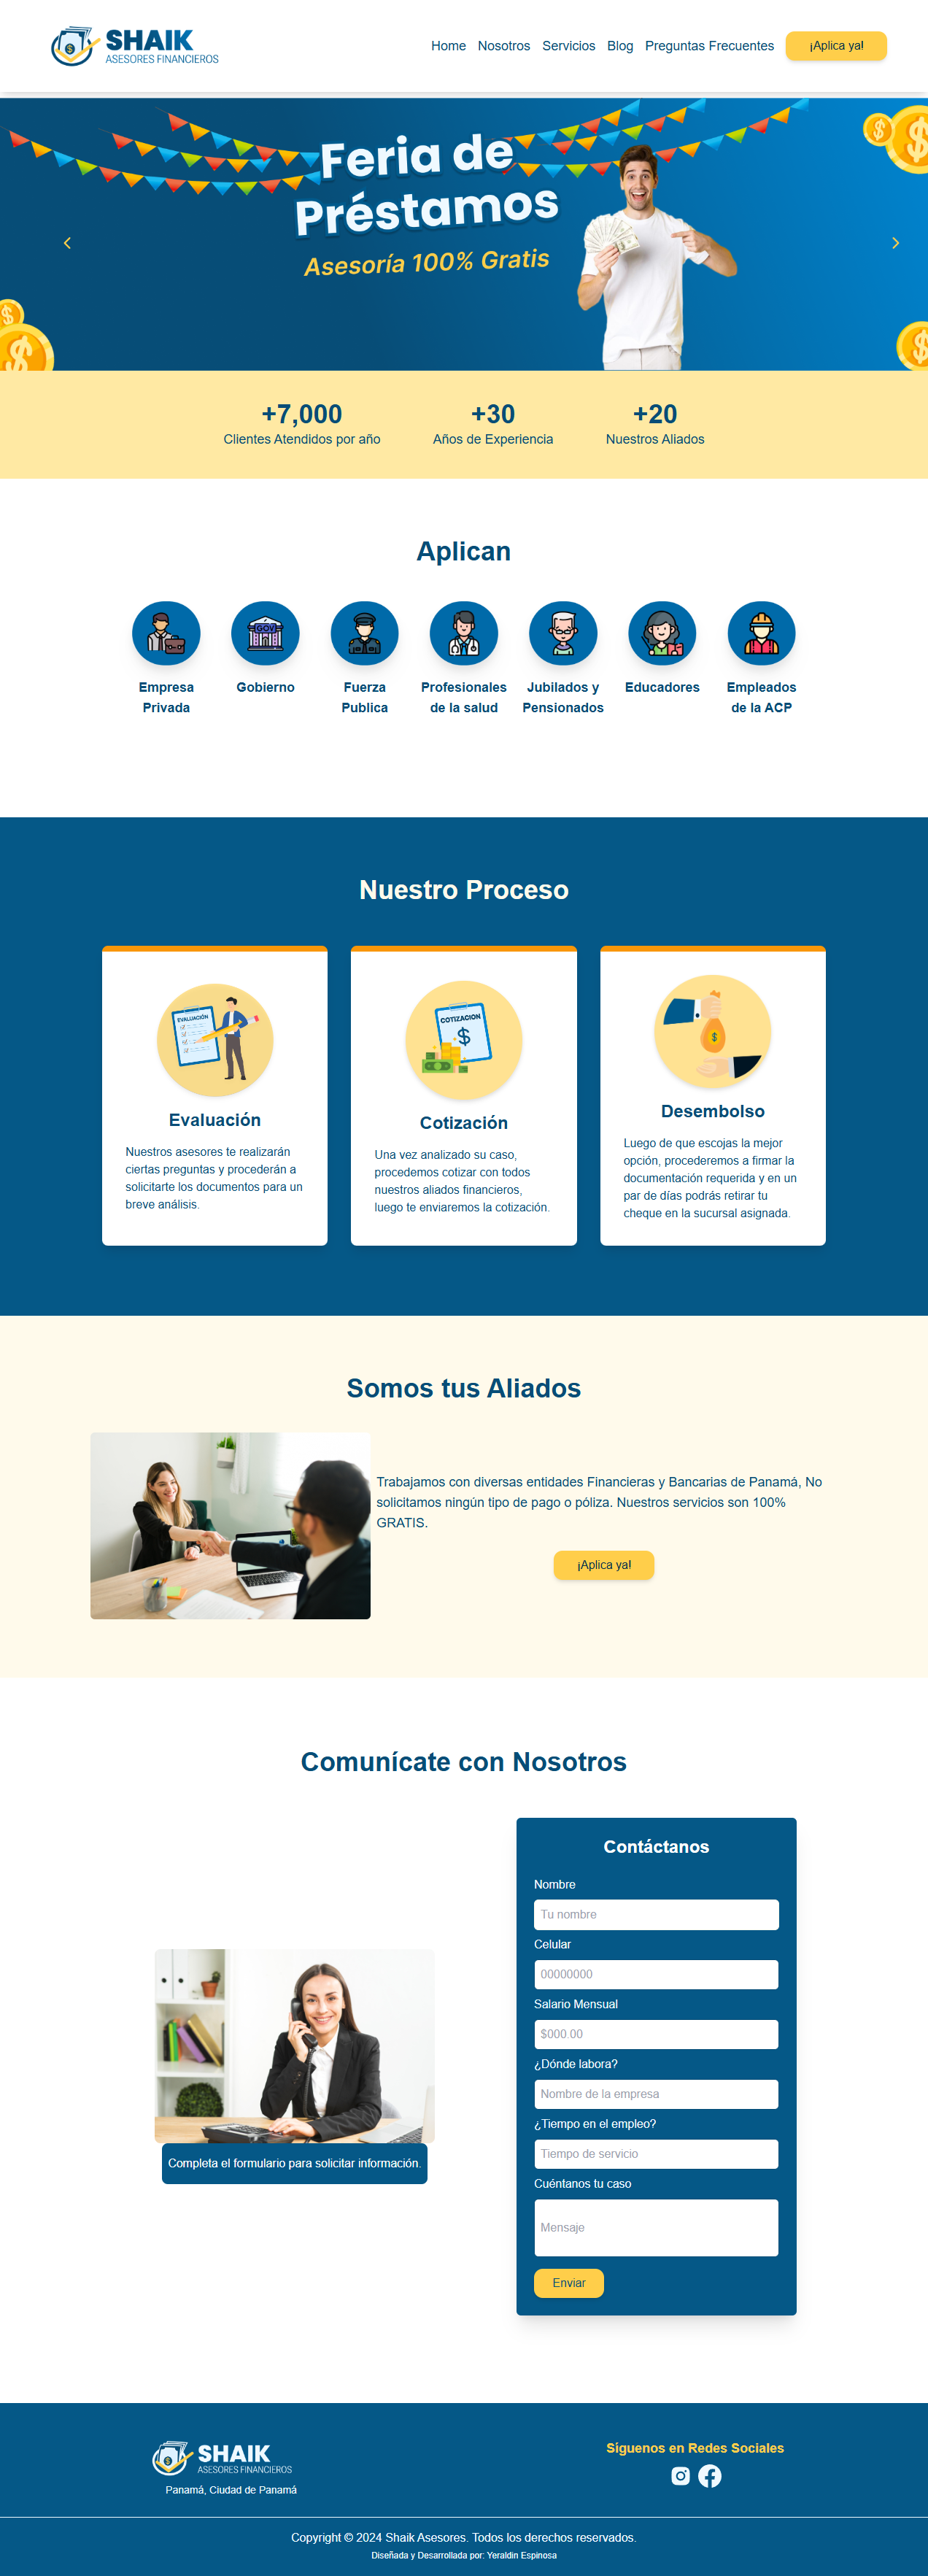 SHAIK
ASESORES FINANCIEROS
Home Nosotros Servicios Blog Preguntas Frecuentes ¡Aplica ya!
Feria de
Préstamos
Asesoría 100% Gratis
+7,000
Clientes Atendidos por año
+30
Años de Experiencia
+20
Nuestros Aliados
Aplican
Empresa
Privada
GOV
Gobierno
Fuerza
Publica
Profesionales
de la salud
Jubilados y
Pensionados
Educadores
Empleados
de la ACP
Nuestro Proceso
EVALUACIÓN
Evaluación
Nuestros asesores te realizarán
ciertas preguntas y procederán a
solicitarte los documentos para un
breve análisis.
COTIZACIÓN
$
Cotización
Una vez analizado su caso,
procedemos cotizar con todos
nuestros aliados financieros,
luego te enviaremos la cotización.
$
Desembolso
Luego de que escojas la mejor
opción, procederemos a firmar la
documentación requerida y en un
par de días podrás retirar tu
cheque en la sucursal asignada.
Somos tus Aliados
Trabajamos con diversas entidades Financieras y Bancarias de Panamá, No
solicitamos ningún tipo de pago o póliza. Nuestros servicios son 100%
GRATIS.
¡Aplica ya!
Comunícate con Nosotros
Completa el formulario para solicitar información.
Contáctanos
Nombre
Tu nombre
Celular
00000000
Salario Mensual
$000.00
¿Dónde labora?
Nombre de la empresa
¿Tiempo en el empleo?
Tiempo de servicio
Cuéntanos tu caso
Mensaje
Enviar
SHAIK
ASESORES FINANCIEROS
Panamá, Ciudad de Panamá
Síguenos en Redes Sociales
Copyright © 2024 Shaik Asesores. Todos los derechos reservados.
Diseñada y Desarrollada por: Yeraldin Espinosa